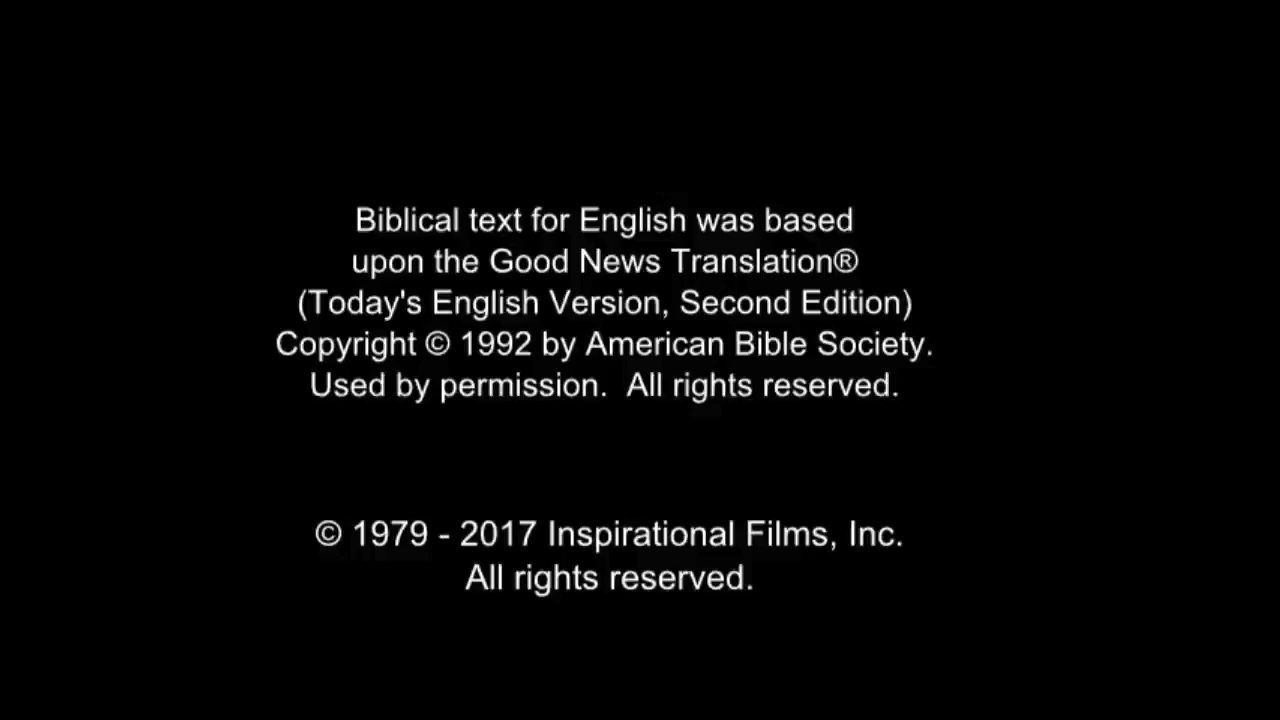 Biblical text for English was based
upon the Good News Translation®
(Today's English Version, Second Edition)
Copyright © 1992 by American Bible Society.
Used by permission.  All rights reserved.
© 1979 - 2017 Inspirational Films, Inc.
All rights reserved.